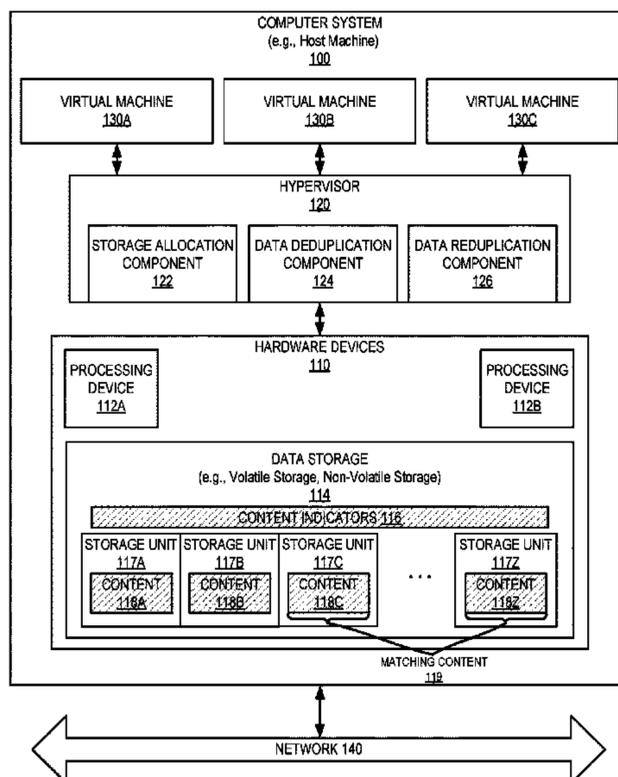 COMPUTER SYSTEM
(e.g., Host Machine)
100
VIRTUAL MACHINE
130A
VIRTUAL MACHINE
130B
VIRTUAL MACHINE
130C
HYPERVISOR
120
STORAGE ALLOCATION
COMPONENT
122
DATA DEDUPLICATION
COMPONENT
124
DATA REDUPLICATION
COMPONENT
126
HARDWARE DEVICES
110
PROCESSING
DEVICE
112A
PROCESSING
DEVICE
112B
DATA STORAGE
(e.g., Volatile Storage, Non-Volatile Storage)
114
CONTENT INDICATORS 116
STORAGE UNIT
117A
CONTENT
118A
STORAGE UNIT
117B
CONTENT
118B
STORAGE UNIT
117C
CONTENT
118C
...
STORAGE UNIT
117Z
CONTENT
118Z
MATCHING CONTENT
119
NETWORK 140